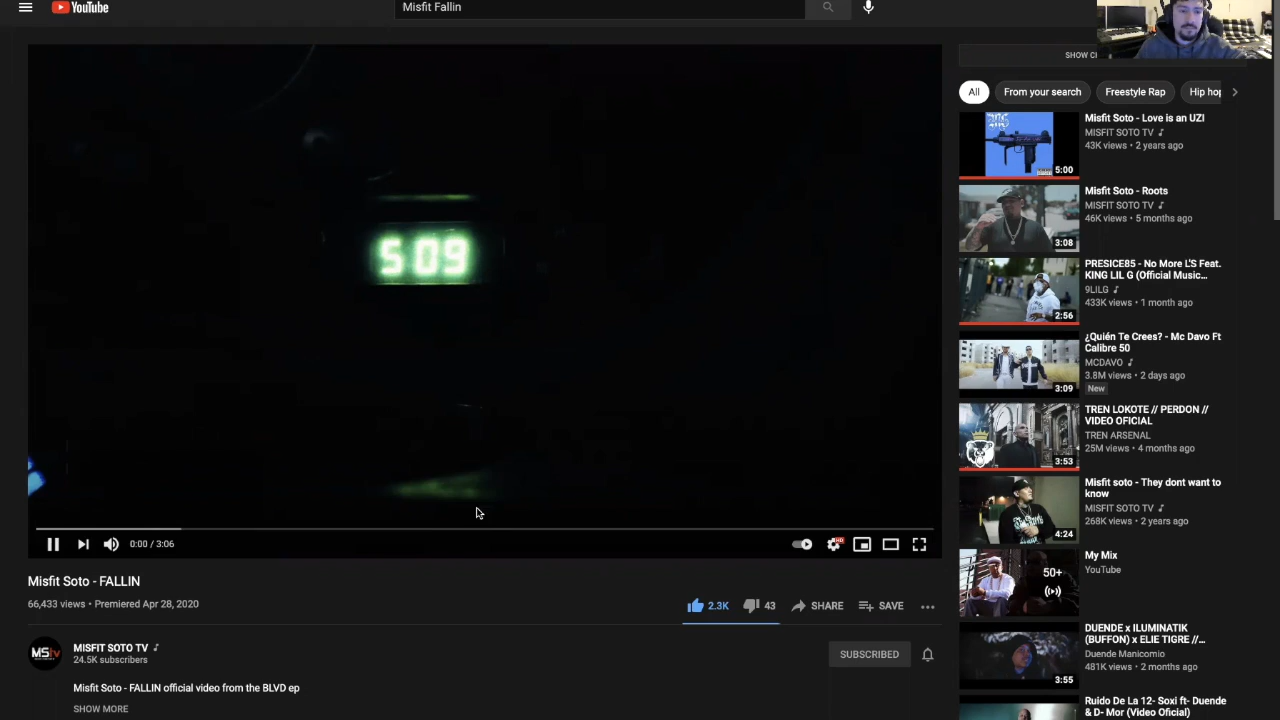 YouTube
Misfit Fallin
SHOW C
All
From your search
Freestyle Rap
Hip hop
5 09
Misfit Soto - Love is an UZI
MISFIT SOTO TV
43K views • 2 years ago
5:00
Misfit Soto - Roots
MISFIT SOTO TV
46K views • 5 months ago
3:08
PRESICE85 - No More L'S Feat.
KING LIL G (Official Music...
9LILG
433K views • 1 month ago
2:56
¿Quién Te Crees? - Mc Davo Ft
Calibre 50
MCDAVO
3.8M views • 2 days ago
New
3:09
TREN LOKOTE // PERDON //
VIDEO OFICIAL
TREN ARSENAL
25M views • 4 months ago
3:53
Misfit soto - They dont want to
know
MISFIT SOTO TV
268K views • 2 years ago
4:24
My Mix
YouTube
50+
DUENDE x ILUMINATIK
(BUFFON) x ELIE TIGRE //...
Duende Manicomio
481K views • 2 months ago
3:55
Ruido De La 12- Soxi ft- Duende
& D- Mor (Video Oficial)
0:00 / 3:06
HD
Misfit Soto - FALLIN
66,433 views • Premiered Apr 28, 2020
2.3K
43
SHARE
SAVE
MStv
MISFIT SOTO TV
24.5K subscribers
SUBSCRIBED
Misfit Soto - FALLIN official video from the BLVD ep
SHOW MORE